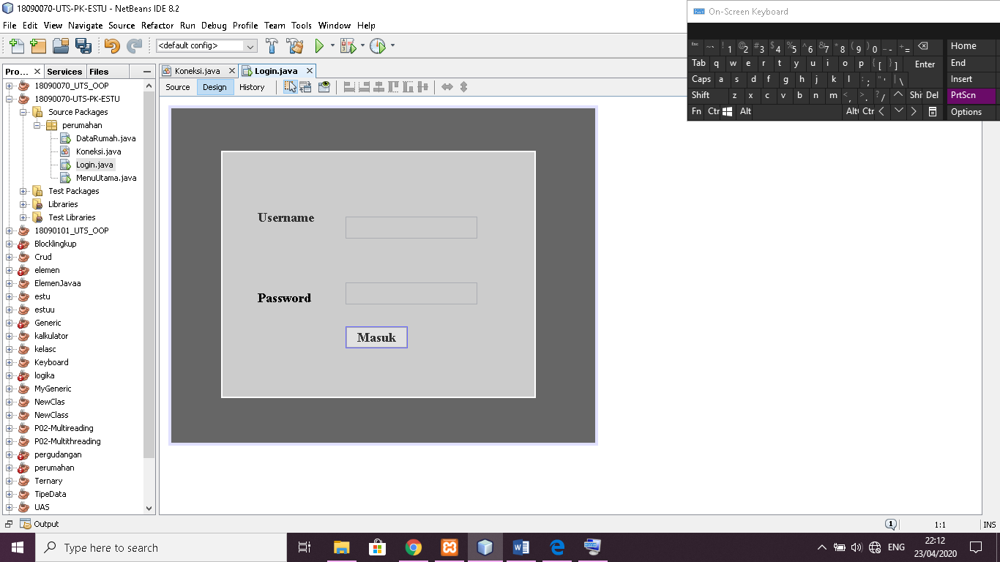 18090070-UTS-PK-ESTU - NetBeans IDE 8.2
On-Screen Keyboard
File Edit View Navigate Source Refactor Run Debug Profile Team Tools Window Help
<default config>
esc ~ ` ! 1 @ 2 # 3 $ 4 % 5 ^ 6 & 7 * 8 ( 9 ) 0 _ - + = Home
Tab q w e r t y u i o p { [ } ] Enter End
Caps a s d f g h j k l : ; " ' | \ Insert
Shift z x c v b n m < , > . ? / Shi Del PrtScn
Fn Ctr Alt Alt Ctr Options
Pro... Services Files
Koneksi.java Login.java
Source Design History
18090070_UTS_OOP
18090070-UTS-PK-ESTU
Source Packages
perumahan
DataRumah.java
Koneksi.java
Login.java
MenuUtama.java
Test Packages
Libraries
Test Libraries
18090101_UTS_OOP
Blocklingkup
Crud
elemen
ElemenJavaa
estu
estuu
Generic
kalkulator
kelasc
Keyboard
logika
MyGeneric
NewClas
NewClass
P02-Multireading
P02-Multithreading
pergudangan
perumahan
Ternary
TipeData
UAS
Username
Password
Masuk
Output
1 1:1 INS
Type here to search
ENG
22:12
23/04/2020